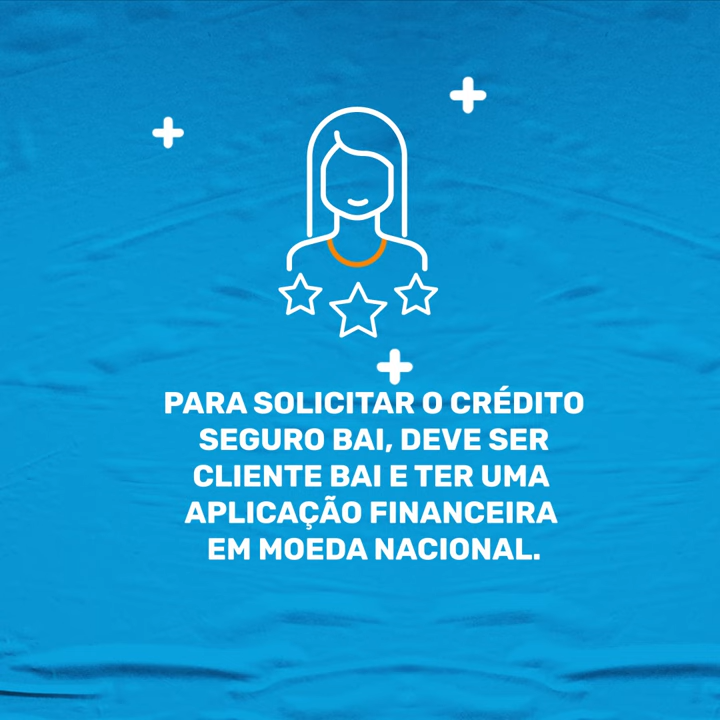 PARA SOLICITAR O CRÉDITO
SEGURO BAI, DEVE SER
CLIENTE BAI E TER UMA
APLICAÇÃO FINANCEIRA
EM MOEDA NACIONAL.